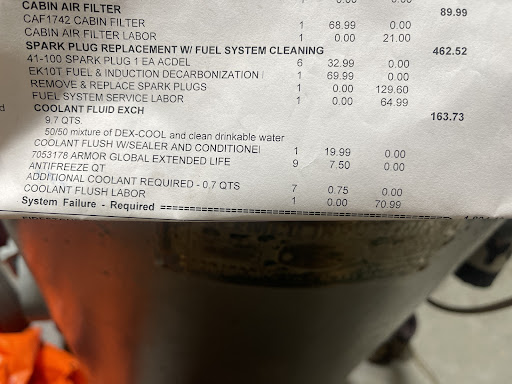 CABIN AIR FILTER 89.99
CAF1742 CABIN FILTER 1 68.99 0.00
CABIN AIR FILTER LABOR 1 0.00 21.00
SPARK PLUG REPLACEMENT W/ FUEL SYSTEM CLEANING 462.52
41-100 SPARK PLUG 1 EA ACDEL 6 32.99 0.00
EK10T FUEL & INDUCTION DECARBONIZATION 1 69.99 0.00
REMOVE & REPLACE SPARK PLUGS 1 0.00 129.60
FUEL SYSTEM SERVICE LABOR 1 0.00 64.99
COOLANT FLUID EXCH 163.73
9.7 QTS.
50/50 mixture of DEX-COOL and clean drinkable water
COOLANT FLUSH W/SEALER AND CONDITIONEI 1 19.99 0.00
7053178 ARMOR GLOBAL EXTENDED LIFE 9 7.50 0.00
ANTIFREEZE QT
ADDITIONAL COOLANT REQUIRED - 0.7 QTS 7 0.75 0.00
COOLANT FLUSH LABOR 1 0.00 70.99
System Failure - Required